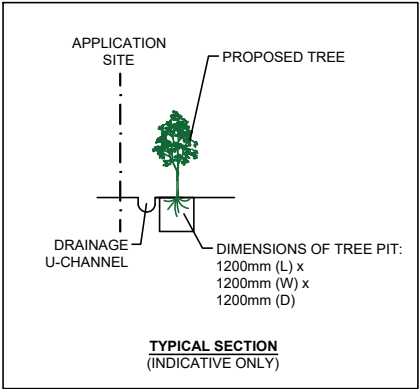 APPLICATION
SITE
PROPOSED TREE
DRAINAGE
U-CHANNEL
DIMENSIONS OF TREE PIT:
1200mm (L) x
1200mm (W) x
1200mm (D)
TYPICAL SECTION
(INDICATIVE ONLY)